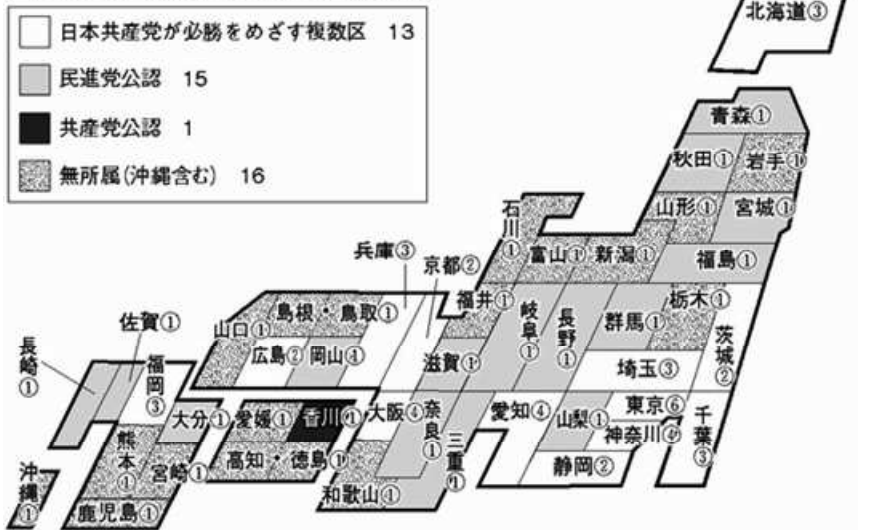 日本共産党が必勝をめざす複数区 13
民進党公認 15
共産党公認 1
無所属(沖縄含む) 16
北海道③
青森①
秋田①
岩手①
山形①
宮城①
石川①
富山①
新潟①
福島①
兵庫③
京都②
福井①
岐阜①
長野①
群馬①
栃木①
茨城②
佐賀①
長崎①
福岡③
山口①
島根・鳥取①
広島②
岡山①
滋賀①
埼玉③
大分①
愛媛①
香川①
大阪④
奈良①
三重①
愛知④
山梨①
東京⑥
神奈川④
千葉③
静岡②
熊本①
宮崎①
高知・徳島①
和歌山①
沖縄①
鹿児島①